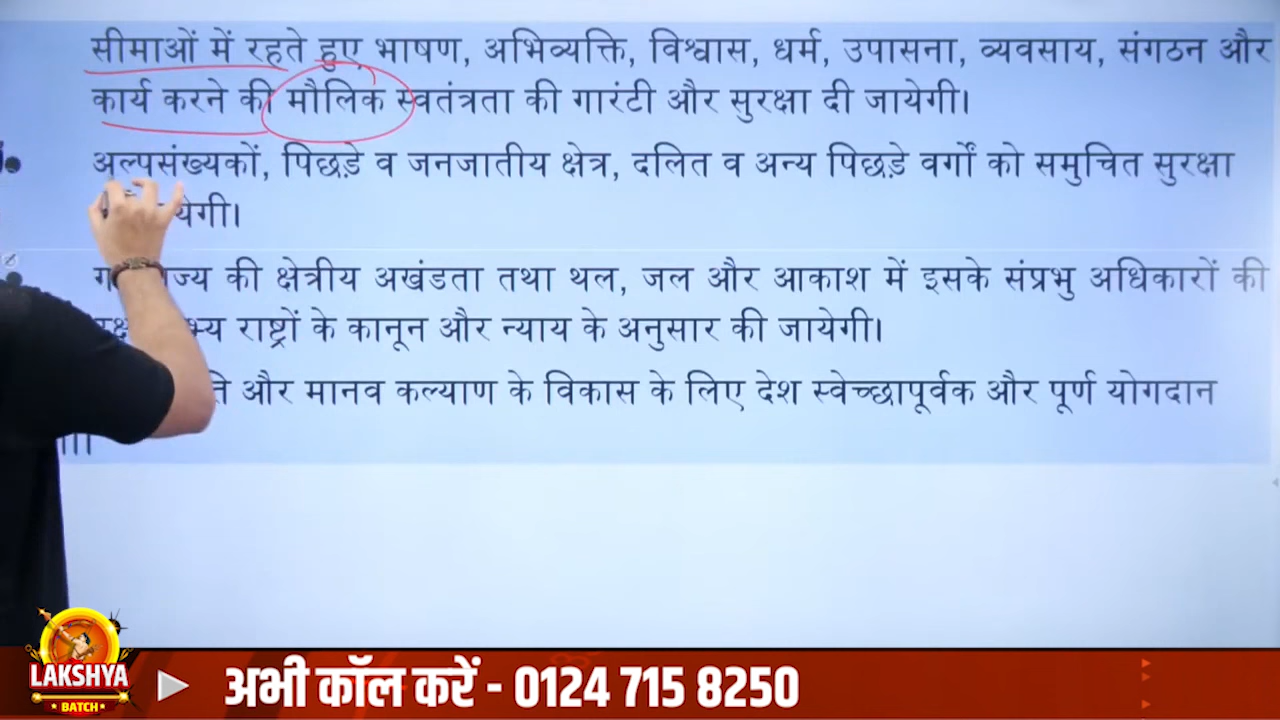 सीमाओं में रहते हुए भाषण, अभिव्यक्ति, विश्वास, धर्म, उपासना, व्यवसाय, संगठन और
कार्य करने की मौलिक स्वतंत्रता की गारंटी और सुरक्षा दी जायेगी।
अल्पसंख्यकों, पिछड़े व जनजातीय क्षेत्र, दलित व अन्य पिछड़े वर्गों को समुचित सुरक्षा
येगी।
की क्षेत्रीय अखंडता तथा थल, जल और आकाश में इसके संप्रभु अधिकारों की
राष्ट्रों के कानून और न्याय के अनुसार की जायेगी।
और मानव कल्याण के विकास के लिए देश स्वेच्छापूर्वक और पूर्ण योगदान
LAKSHYA
BATCH
अभी कॉल करें - 0124 715 8250